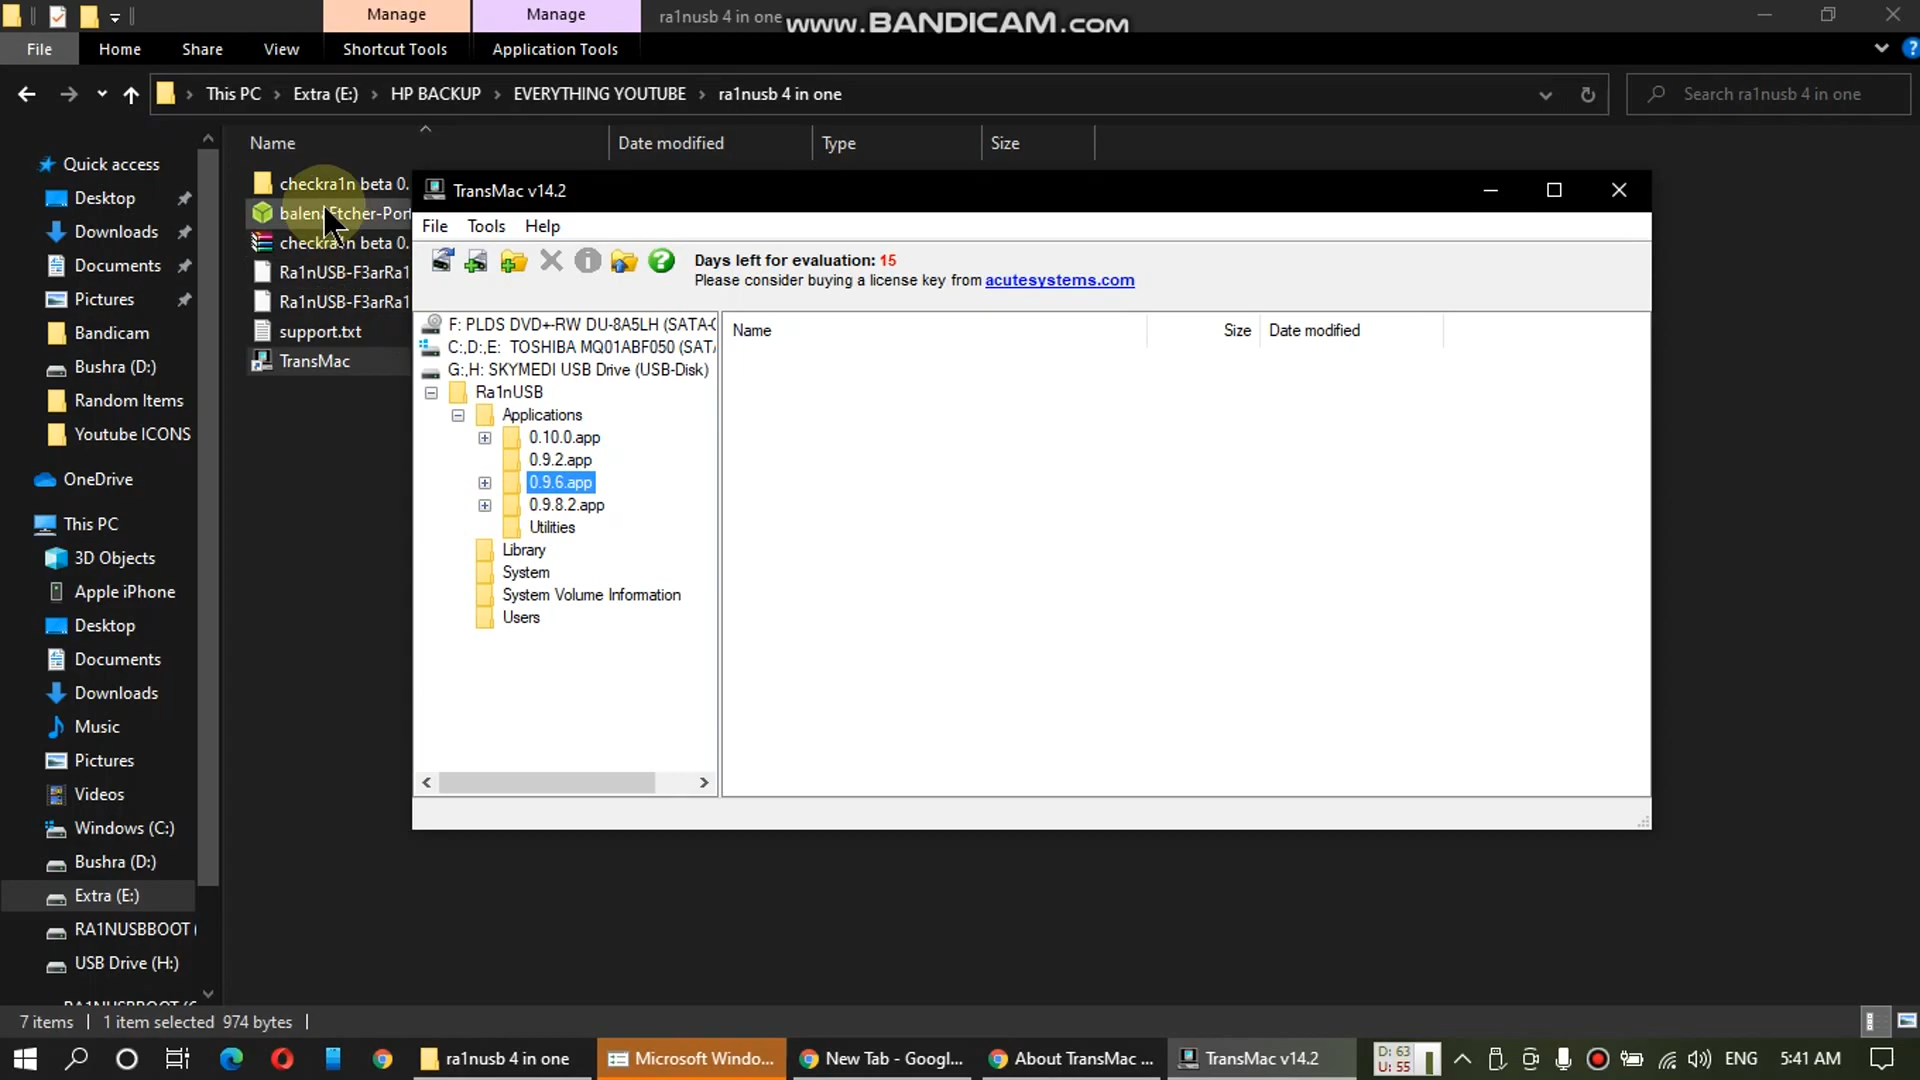 Manage
Manage
ra1nusb 4 in one
www.BANDICAM.com
File
Home
Share
View
Shortcut Tools
Application Tools
This PC
Extra (E:)
HP BACKUP
EVERYTHING YOUTUBE
ra1nusb 4 in one
Search ra1nusb 4 in one
Name
Date modified
Type
Size
Quick access
Desktop
Downloads
Documents
Pictures
Bandicam
Bushra (D:)
Random Items
Youtube ICONS
OneDrive
This PC
3D Objects
Apple iPhone
Desktop
Documents
Downloads
Music
Pictures
Videos
Windows (C:)
Bushra (D:)
Extra (E:)
RA1NUSBBOOT (
USB Drive (H:)
checkra1n beta 0.
balenaEtcher-Port
checkra1n beta 0.
Ra1nUSB-F3arRa1
Ra1nUSB-F3arRa1
support.txt
TransMac
TransMac v14.2
File
Tools
Help
Days left for evaluation: 15
Please consider buying a license key from acutesystems.com
F: PLDS DVD+-RW DU-8A5LH (SATA-
C:,D:,E: TOSHIBA MQ01ABF050 (SATA
G:,H: SKYMEDI USB Drive (USB-Disk)
Ra1nUSB
Applications
0.10.0.app
0.9.2.app
0.9.6.app
0.9.8.2.app
Utilities
Library
System
System Volume Information
Users
Name
Size
Date modified
7 items
1 item selected 974 bytes
ra1nusb 4 in one
Microsoft Windo...
New Tab - Googl...
About TransMac ...
TransMac v14.2
D: 63
U: 55
ENG
5:41 AM